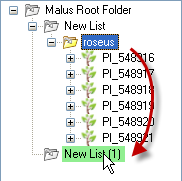 Malus Root Folder
New List
roseus
PI_548916
PI_548917
PI_548918
PI_548919
PI_548920
PI_548921
New List (1)